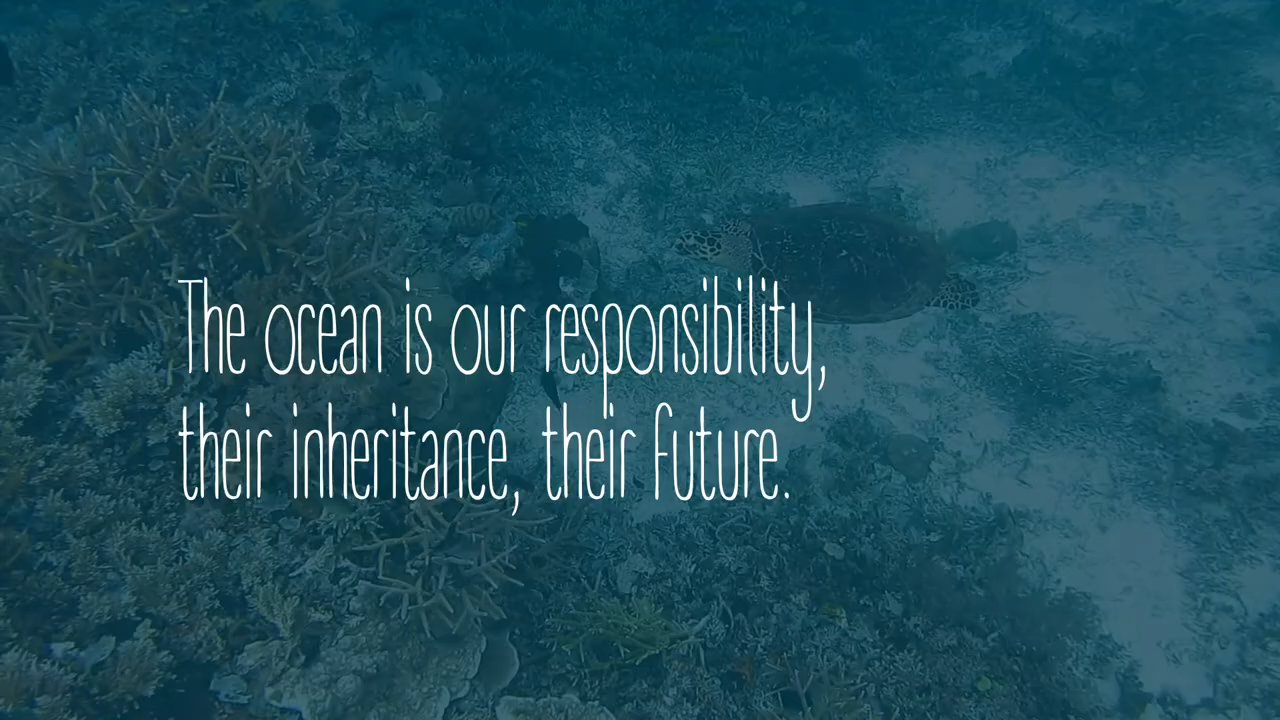 The ocean is our responsibility,
their inheritance, their future.